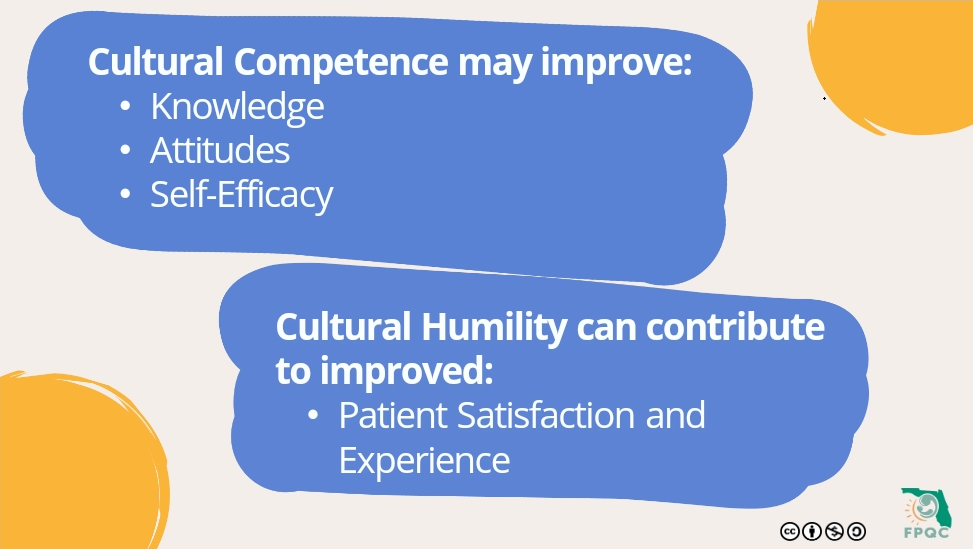 Cultural Competence may improve:
• Knowledge
• Attitudes
• Self-Efficacy
Cultural Humility can contribute
to improved:
• Patient Satisfaction and
Experience
cc
FPQC